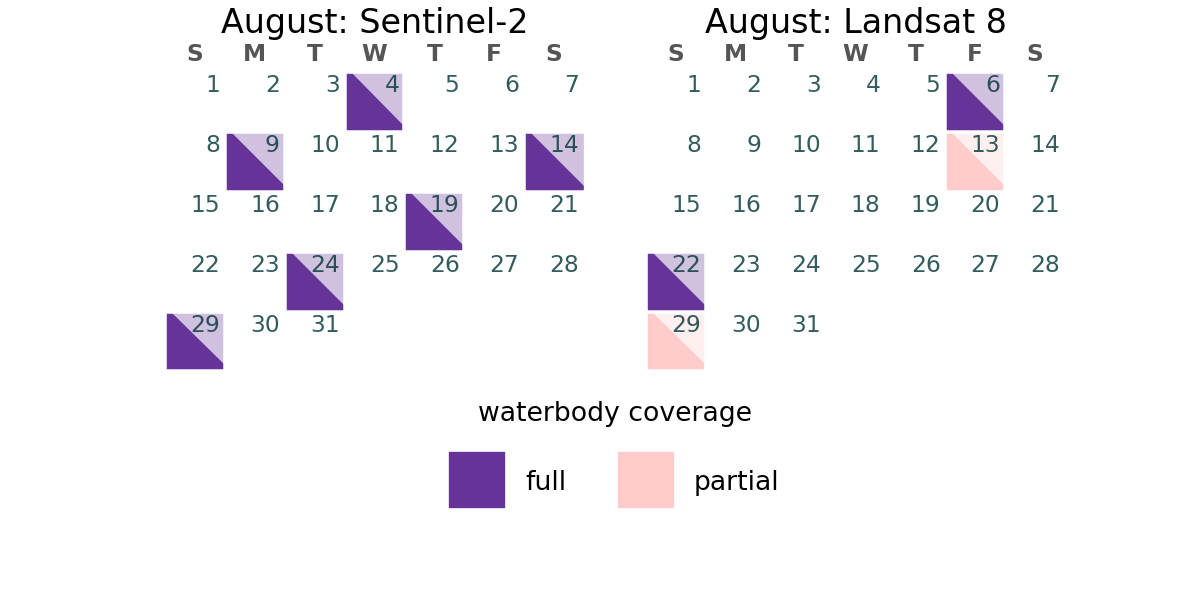 August: Sentinel-2
S M T W T F S
1 2 3 4 5 6 7
8 9 10 11 12 13 14
15 16 17 18 19 20 21
22 23 24 25 26 27 28
29 30 31
August: Landsat 8
S M T W T F S
1 2 3 4 5 6 7
8 9 10 11 12 13 14
15 16 17 18 19 20 21
22 23 24 25 26 27 28
29 30 31
waterbody coverage
full
partial